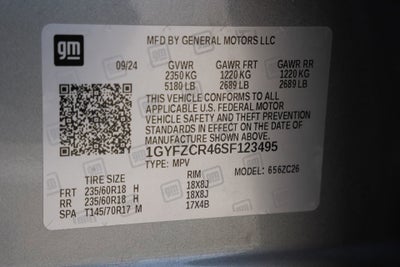 gm
MFD BY GENERAL MOTORS LLC
09/24 GVWR GAWR FRT GAWR RR
2350 KG 1220 KG 1220 KG
5180 LB 2689 LB 2689 LB
THIS VEHICLE CONFORMS TO ALL
APPLICABLE U.S. FEDERAL MOTOR
VEHICLE SAFETY AND THEFT PREVENTION
STANDARDS IN EFFECT ON THE DATE OF
MANUFACTURE SHOWN ABOVE.
1GYFZCR46SF123495
TYPE: MPV MODEL: 656ZC26
TIRE SIZE RIM
FRT 235/60R18 H 18X8J
RR 235/60R18 H 18X8J
SPA T145/70R17 M 17X4B